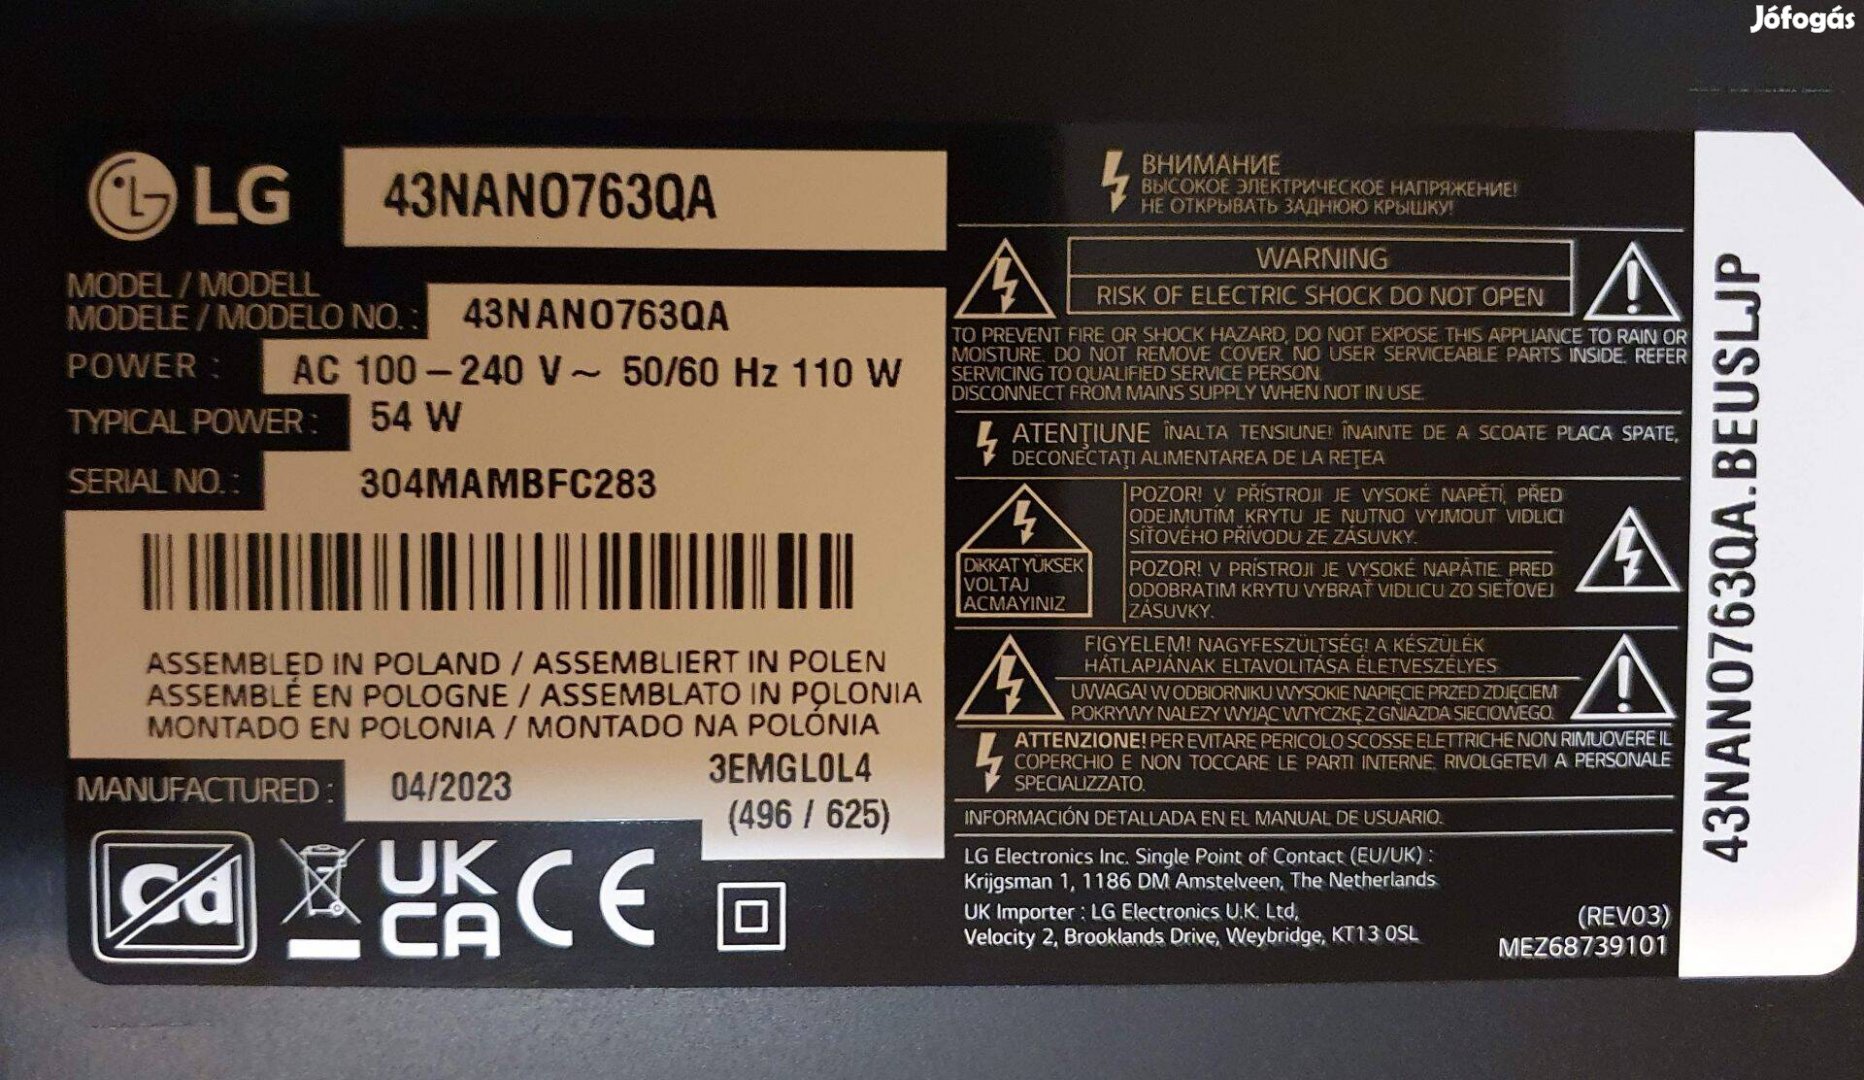 Jófogás
LG 43NANO763QA
MODEL / MODELL
MODÈLE / MODELO NO. : 43NANO763QA
POWER : AC 100 – 240 V ~ 50/60 Hz 110 W
TYPICAL POWER : 54 W
SERIAL NO. : 304MAMBFC283
ASSEMBLED IN POLAND / ASSEMBLIERT IN POLEN
ASSEMBLÉ EN POLOGNE / ASSEMBLATO IN POLONIA
MONTADO EN POLONIA / MONTADO NA POLÓNIA
MANUFACTURED : 04/2023
3EMGL0L4
(496 / 625)
Cd
UK
CA
CE
ВНИМАНИЕ
ВЫСОКОЕ ЭЛЕКТРИЧЕСКОЕ НАПРЯЖЕНИЕ!
НЕ ОТКРЫВАТЬ ЗАДНЮЮ КРЫШКУ!
WARNING
RISK OF ELECTRIC SHOCK DO NOT OPEN
TO PREVENT FIRE OR SHOCK HAZARD, DO NOT EXPOSE THIS APPLIANCE TO RAIN OR
MOISTURE. DO NOT REMOVE COVER. NO USER SERVICEABLE PARTS INSIDE. REFER
SERVICING TO QUALIFIED SERVICE PERSON.
DISCONNECT FROM MAINS SUPPLY WHEN NOT IN USE.
ATENȚIUNE ÎNALTA TENSIUNE! ÎNAINTE DE A SCOATE PLACA SPATE,
DECONECTAȚI ALIMENTAREA DE LA REȚEA
DİKKAT YÜKSEK
VOLTAJ
AÇMAYINIZ
POZOR! V PŘÍSTROJI JE VYSOKÉ NAPĚTÍ, PŘED
ODEJMUTÍM KRYTU JE NUTNO VYJMOUT VIDLICI
SÍŤOVÉHO PŘÍVODU ZE ZÁSUVKY.
POZOR! V PRÍSTROJI JE VYSOKÉ NAPÄTIE. PRED
ODOBRATÍM KRYTU VYBRAŤ VIDLICU ZO SIEŤOVEJ
ZÁSUVKY.
FIGYELEM! NAGYFESZÜLTSÉG! A KÉSZÜLÉK
HÁTLAPJÁNAK ELTAVOLITÁSA ÉLETVESZÉLYES
UWAGA! W ODBIORNIKU WYSOKIE NAPIĘCIE PRZED ZDJĘCIEM
POKRYWY NALEŻY WYJĄĆ WTYCZKĘ Z GNIAZDA SIECIOWEGO.
ATTENZIONE! PER EVITARE PERICOLO SCOSSE ELETTRICHE NON RIMUOVERE IL
COPERCHIO E NON TOCCARE LE PARTI INTERNE. RIVOLGETEVI A PERSONALE
SPECIALIZZATO.
INFORMACIÓN DETALLADA EN EL MANUAL DE USUARIO.
LG Electronics Inc. Single Point of Contact (EU/UK) :
Krijgsman 1, 1186 DM Amstelveen, The Netherlands
UK Importer : LG Electronics U.K. Ltd,
Velocity 2, Brooklands Drive, Weybridge, KT13 0SL
(REV03)
MEZ68739101
43NANO763QA.BEUSLJP